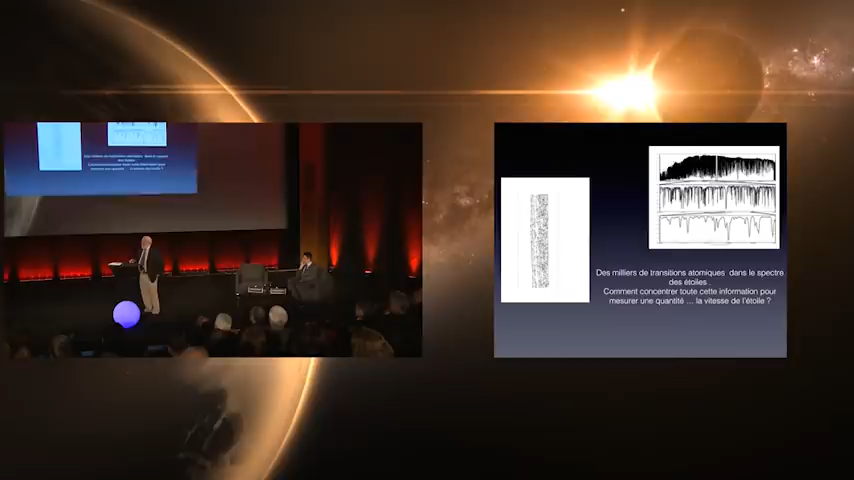 Des milliers de transitions atomiques dans le spectre
des étoiles .
Comment concentrer toute cette information pour
mesurer une quantité ... la vitesse de l'étoile ?